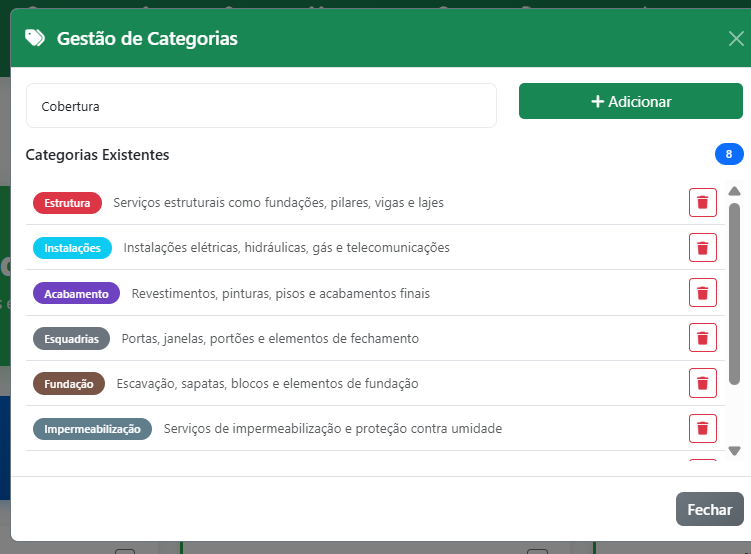 Gestão de Categorias
Cobertura
Adicionar
Categorias Existentes
8
Estrutura Serviços estruturais como fundações, pilares, vigas e lajes
Instalações Instalações elétricas, hidráulicas, gás e telecomunicações
Acabamento Revestimentos, pinturas, pisos e acabamentos finais
Esquadrias Portas, janelas, portões e elementos de fechamento
Fundação Escavação, sapatas, blocos e elementos de fundação
Impermeabilização Serviços de impermeabilização e proteção contra umidade
Fechar